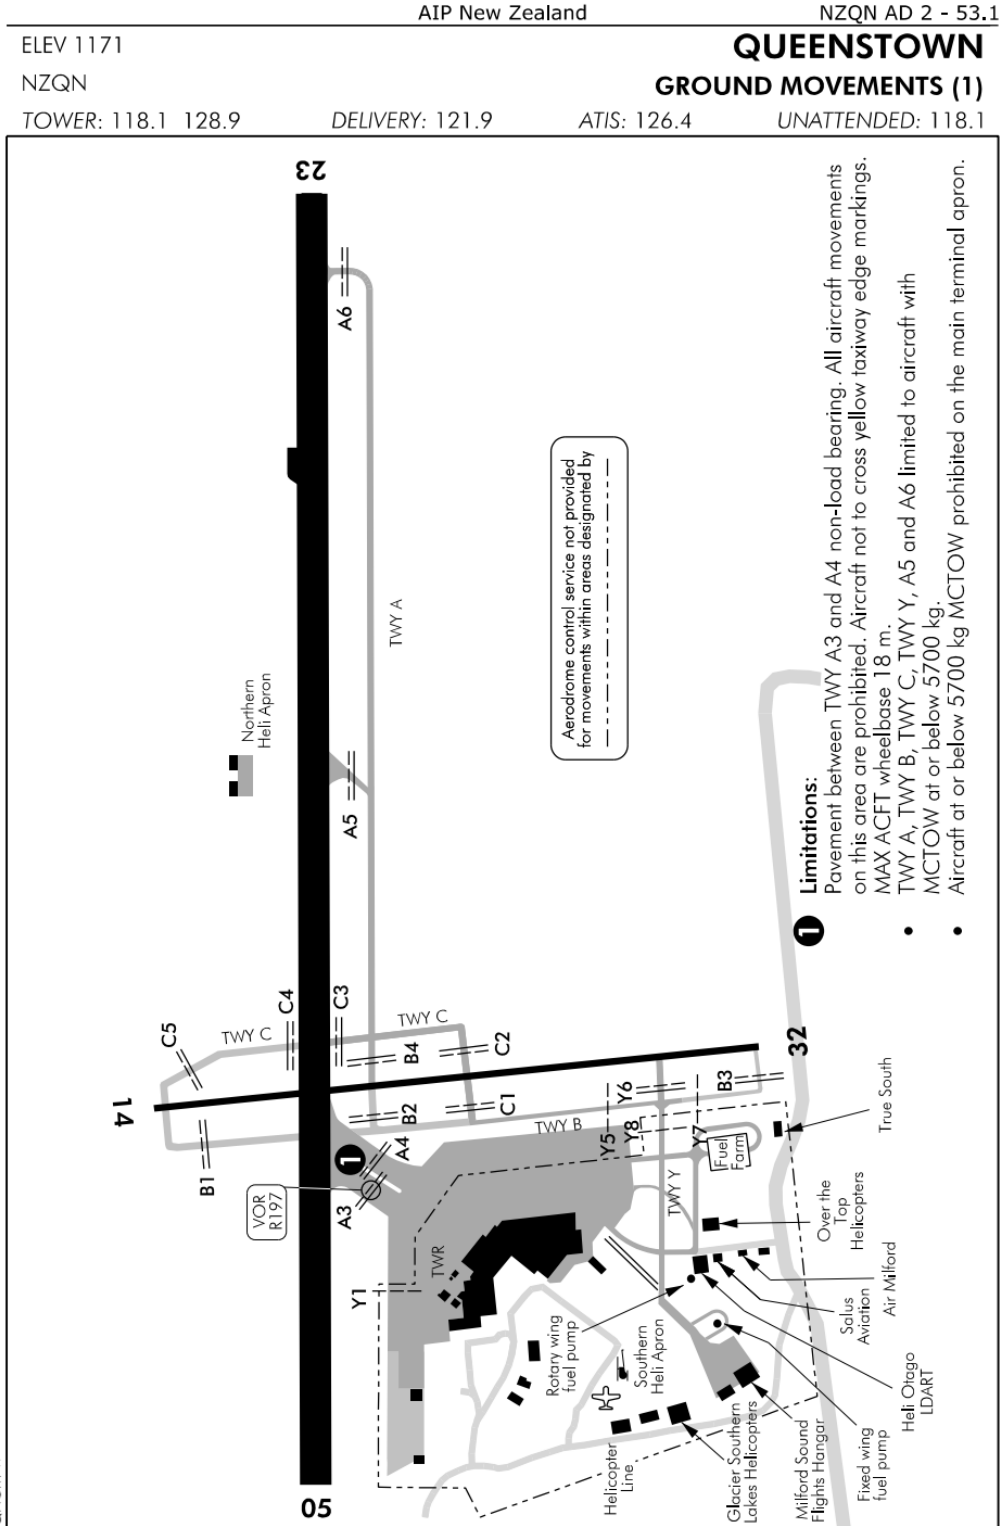 AIP New Zealand
NZQN AD 2 - 53.1
ELEV 1171
QUEENSTOWN
NZQN
GROUND MOVEMENTS (1)
TOWER: 118.1 128.9
DELIVERY: 121.9
ATIS: 126.4
UNATTENDED: 118.1
23
A6
Aerodrome control service not provided
for movements within areas designated by
TWY A
Northern
Heli Apron
A5
1
Limitations:
Pavement between TWY A3 and A4 non-load bearing. All aircraft movements
on this area are prohibited. Aircraft not to cross yellow taxiway edge markings.
MAX ACFT wheelbase 18 m.
• TWY A, TWY B, TWY C, TWY Y, A5 and A6 limited to aircraft with
MCTOW at or below 5700 kg.
• Aircraft at or below 5700 kg MCTOW prohibited on the main terminal apron.
C5
TWY C
C4
C3
TWY C
B4
C2
32
14
B1
B2
C1
TWY B
Y5
Y6
Y8
B3
Y7
Fuel
Farm
True South
1
A4
A3
VOR
R197
TWY Y
Over the
Top
Helicopters
TWR
Y1
Air Milford
Salus
Aviation
Rotary wing
fuel pump
Southern
Heli Apron
Heli Otago
LDART
Helicopter
Line
Glacier Southern
Lakes Helicopters
Milford Sound
Flights Hangar
Fixed wing
fuel pump
05